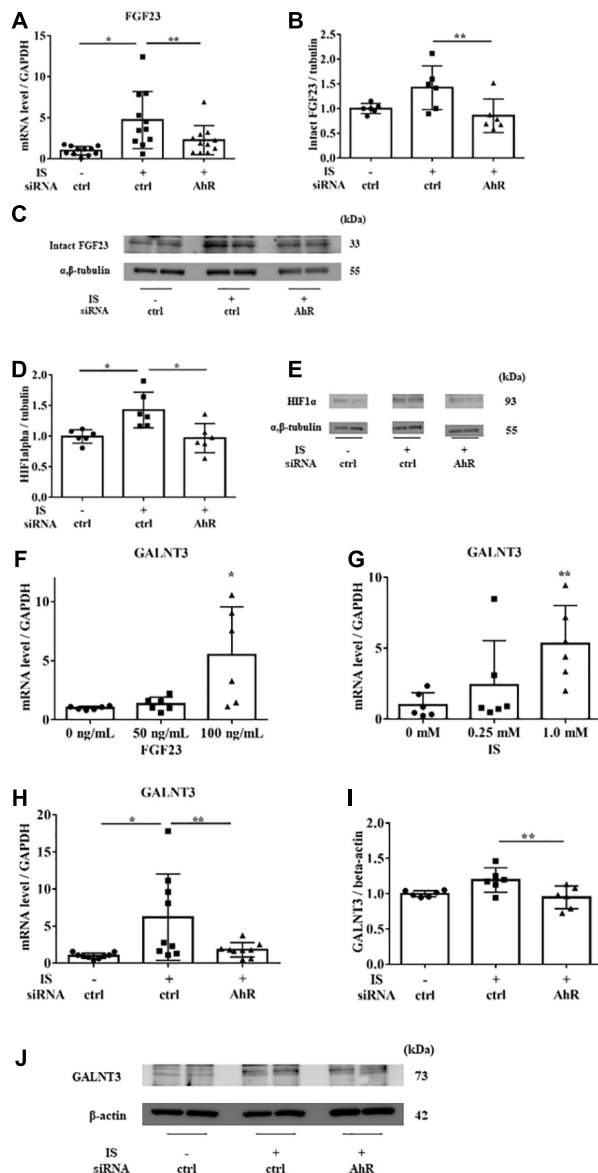 A
FGF23
mRNA level / GAPDH
15
10
5
0
* **
IS - + +
siRNA ctrl ctrl AhR
B
Intact FGF23 / tubulin
2.5
2.0
1.5
1.0
0.5
0.0
**
IS - + +
siRNA ctrl ctrl AhR
C
(kDa)
Intact FGF23 33
α,β-tubulin 55
IS - + +
siRNA ctrl ctrl AhR
D
HIF1alpha / tubulin
2.0
1.5
1.0
0.5
0.0
* *
IS - + +
siRNA ctrl ctrl AhR
E
(kDa)
HIF1α 93
α,β-tubulin 55
IS - + +
siRNA ctrl ctrl AhR
F
GALNT3
mRNA level / GAPDH
10
5
0
*
0 ng/mL 50 ng/mL 100 ng/mL
FGF23
G
GALNT3
mRNA level / GAPDH
10
5
0
**
0 mM 0.25 mM 1.0 mM
IS
H
GALNT3
mRNA level / GAPDH
20
15
10
5
0
* **
IS - + +
siRNA ctrl ctrl AhR
I
GALNT3 / beta-actin
2.0
1.5
1.0
0.5
0.0
**
IS - + +
siRNA ctrl ctrl AhR
J
(kDa)
GALNT3 73
β-actin 42
IS - + +
siRNA ctrl ctrl AhR